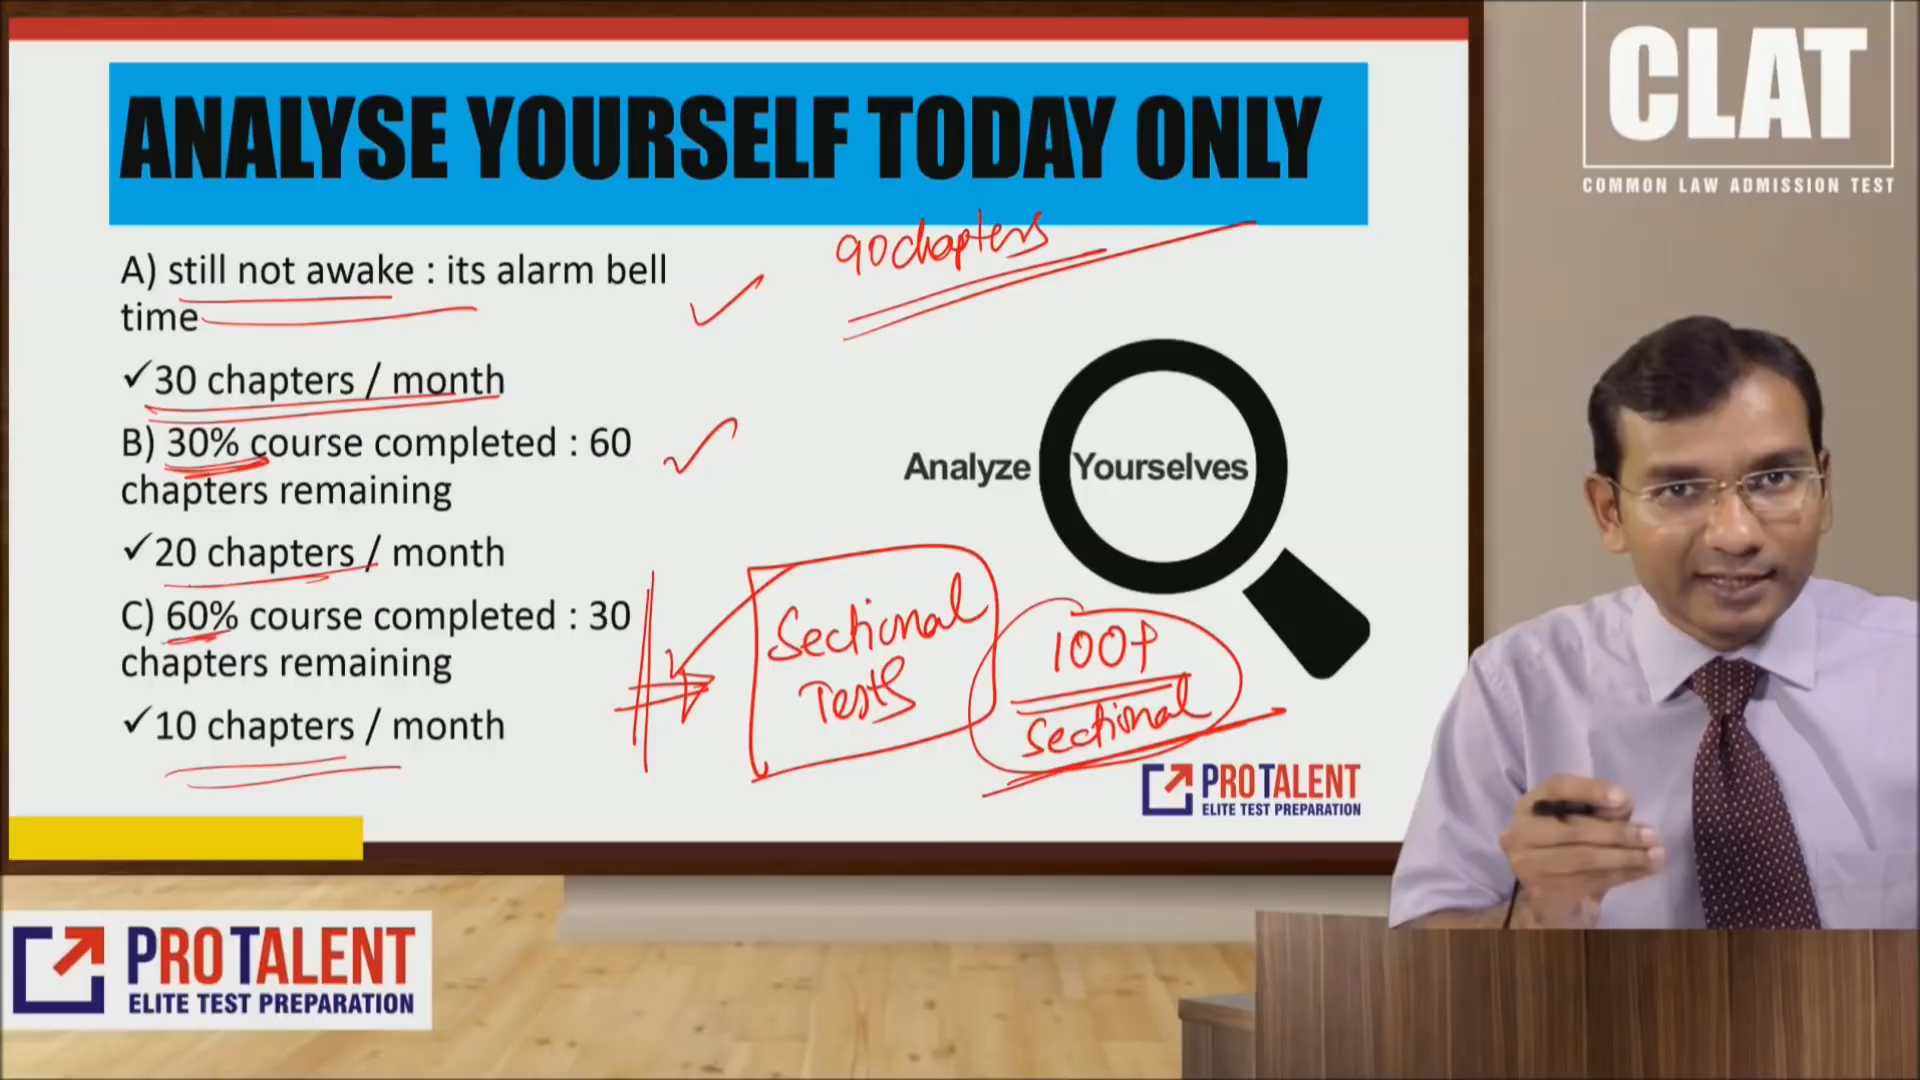 CLAT
COMMON LAW ADMISSION TEST
ANALYSE YOURSELF TODAY ONLY
90 chapters
A) still not awake : its alarm bell
time
✓30 chapters / month
B) 30% course completed : 60
chapters remaining
✓20 chapters / month
C) 60% course completed : 30
chapters remaining
✓10 chapters / month
Analyze Yourselves
Sectional
Tests
100+
Sectional
PROTALENT
ELITE TEST PREPARATION
PROTALENT
ELITE TEST PREPARATION